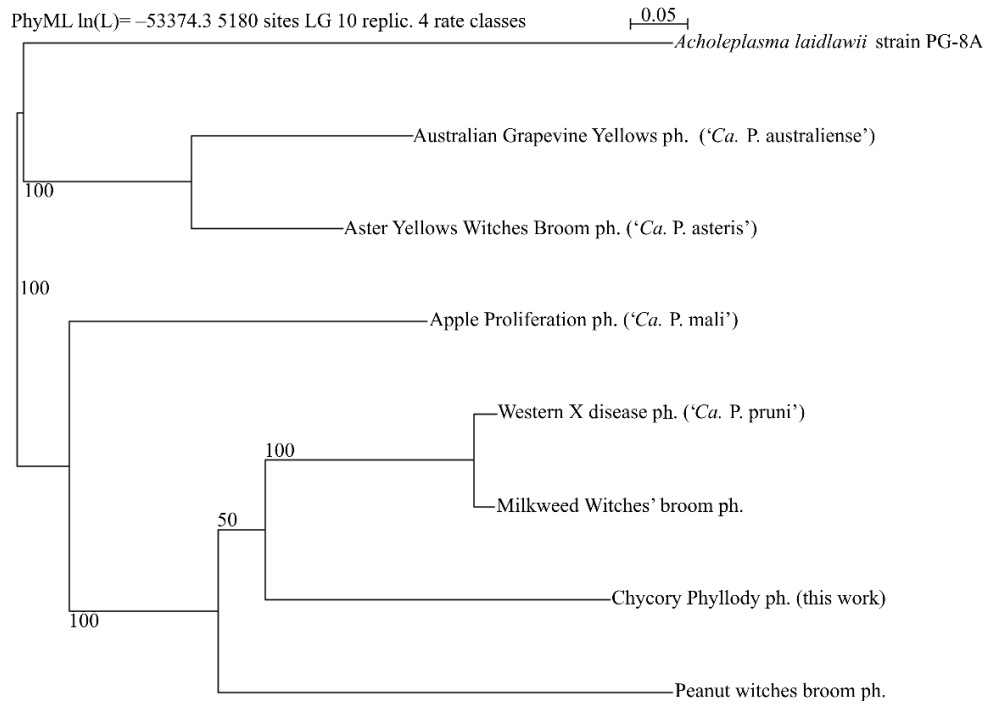 PhyML ln(L)= –53374.3 5180 sites LG 10 replic. 4 rate classes
0.05
Acholeplasma laidlawii strain PG-8A
Australian Grapevine Yellows ph. (‘Ca. P. australiense’)
100
Aster Yellows Witches Broom ph. (‘Ca. P. asteris’)
100
Apple Proliferation ph. (‘Ca. P. mali’)
Western X disease ph. (‘Ca. P. pruni’)
100
Milkweed Witches’ broom ph.
50
Chycory Phyllody ph. (this work)
100
Peanut witches broom ph.